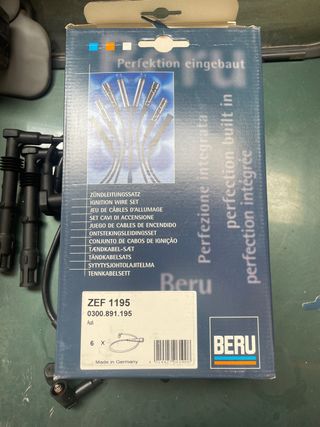 Beru
Perfektion eingebaut
Perfezione integrata
perfection built in
perfection intégrée
ZÜNDLEITUNGSSATZ
IGNITION WIRE SET
JEU DE CÂBLES D'ALLUMAGE
SET CAVI DI ACCENSIONE
JUEGO DE CABLES DE ENCENDIDO
ONTSTEKINGSLEIDINGSSET
CONJUNTO DE CABOS DE IGNIÇÃO
TÆNDKABEL-SÆT
TÄNDKABELSATS
SYTYTYSJOHTOLAJITELMA
TENNKABELSETT
Beru
ZEF 1195
0300.891.195
Audi
6 X
Made in Germany
BERU